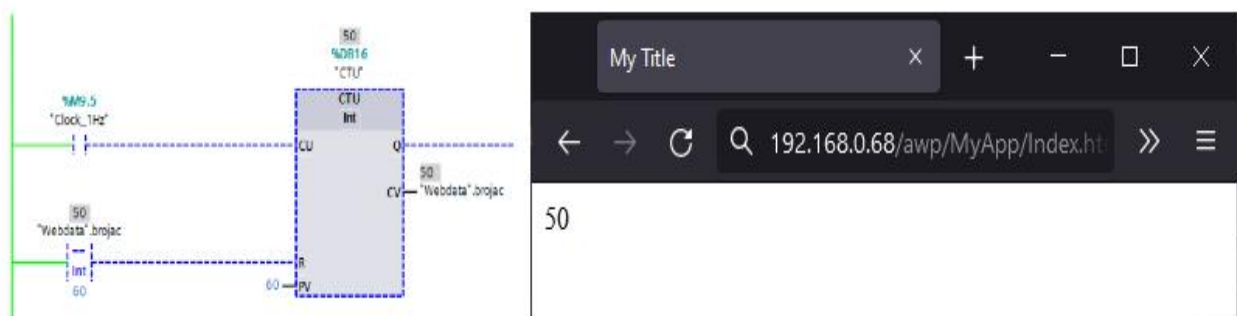 50
%DB16
"CTU"
CTU
Int
%M9.5
"Clock_1Hz"
CU
Q
50
CV
"Webdata".brojac
50
"Webdata".brojac
==
Int
60
R
60
PV
My Title
192.168.0.68/awp/MyApp/Index.ht
50